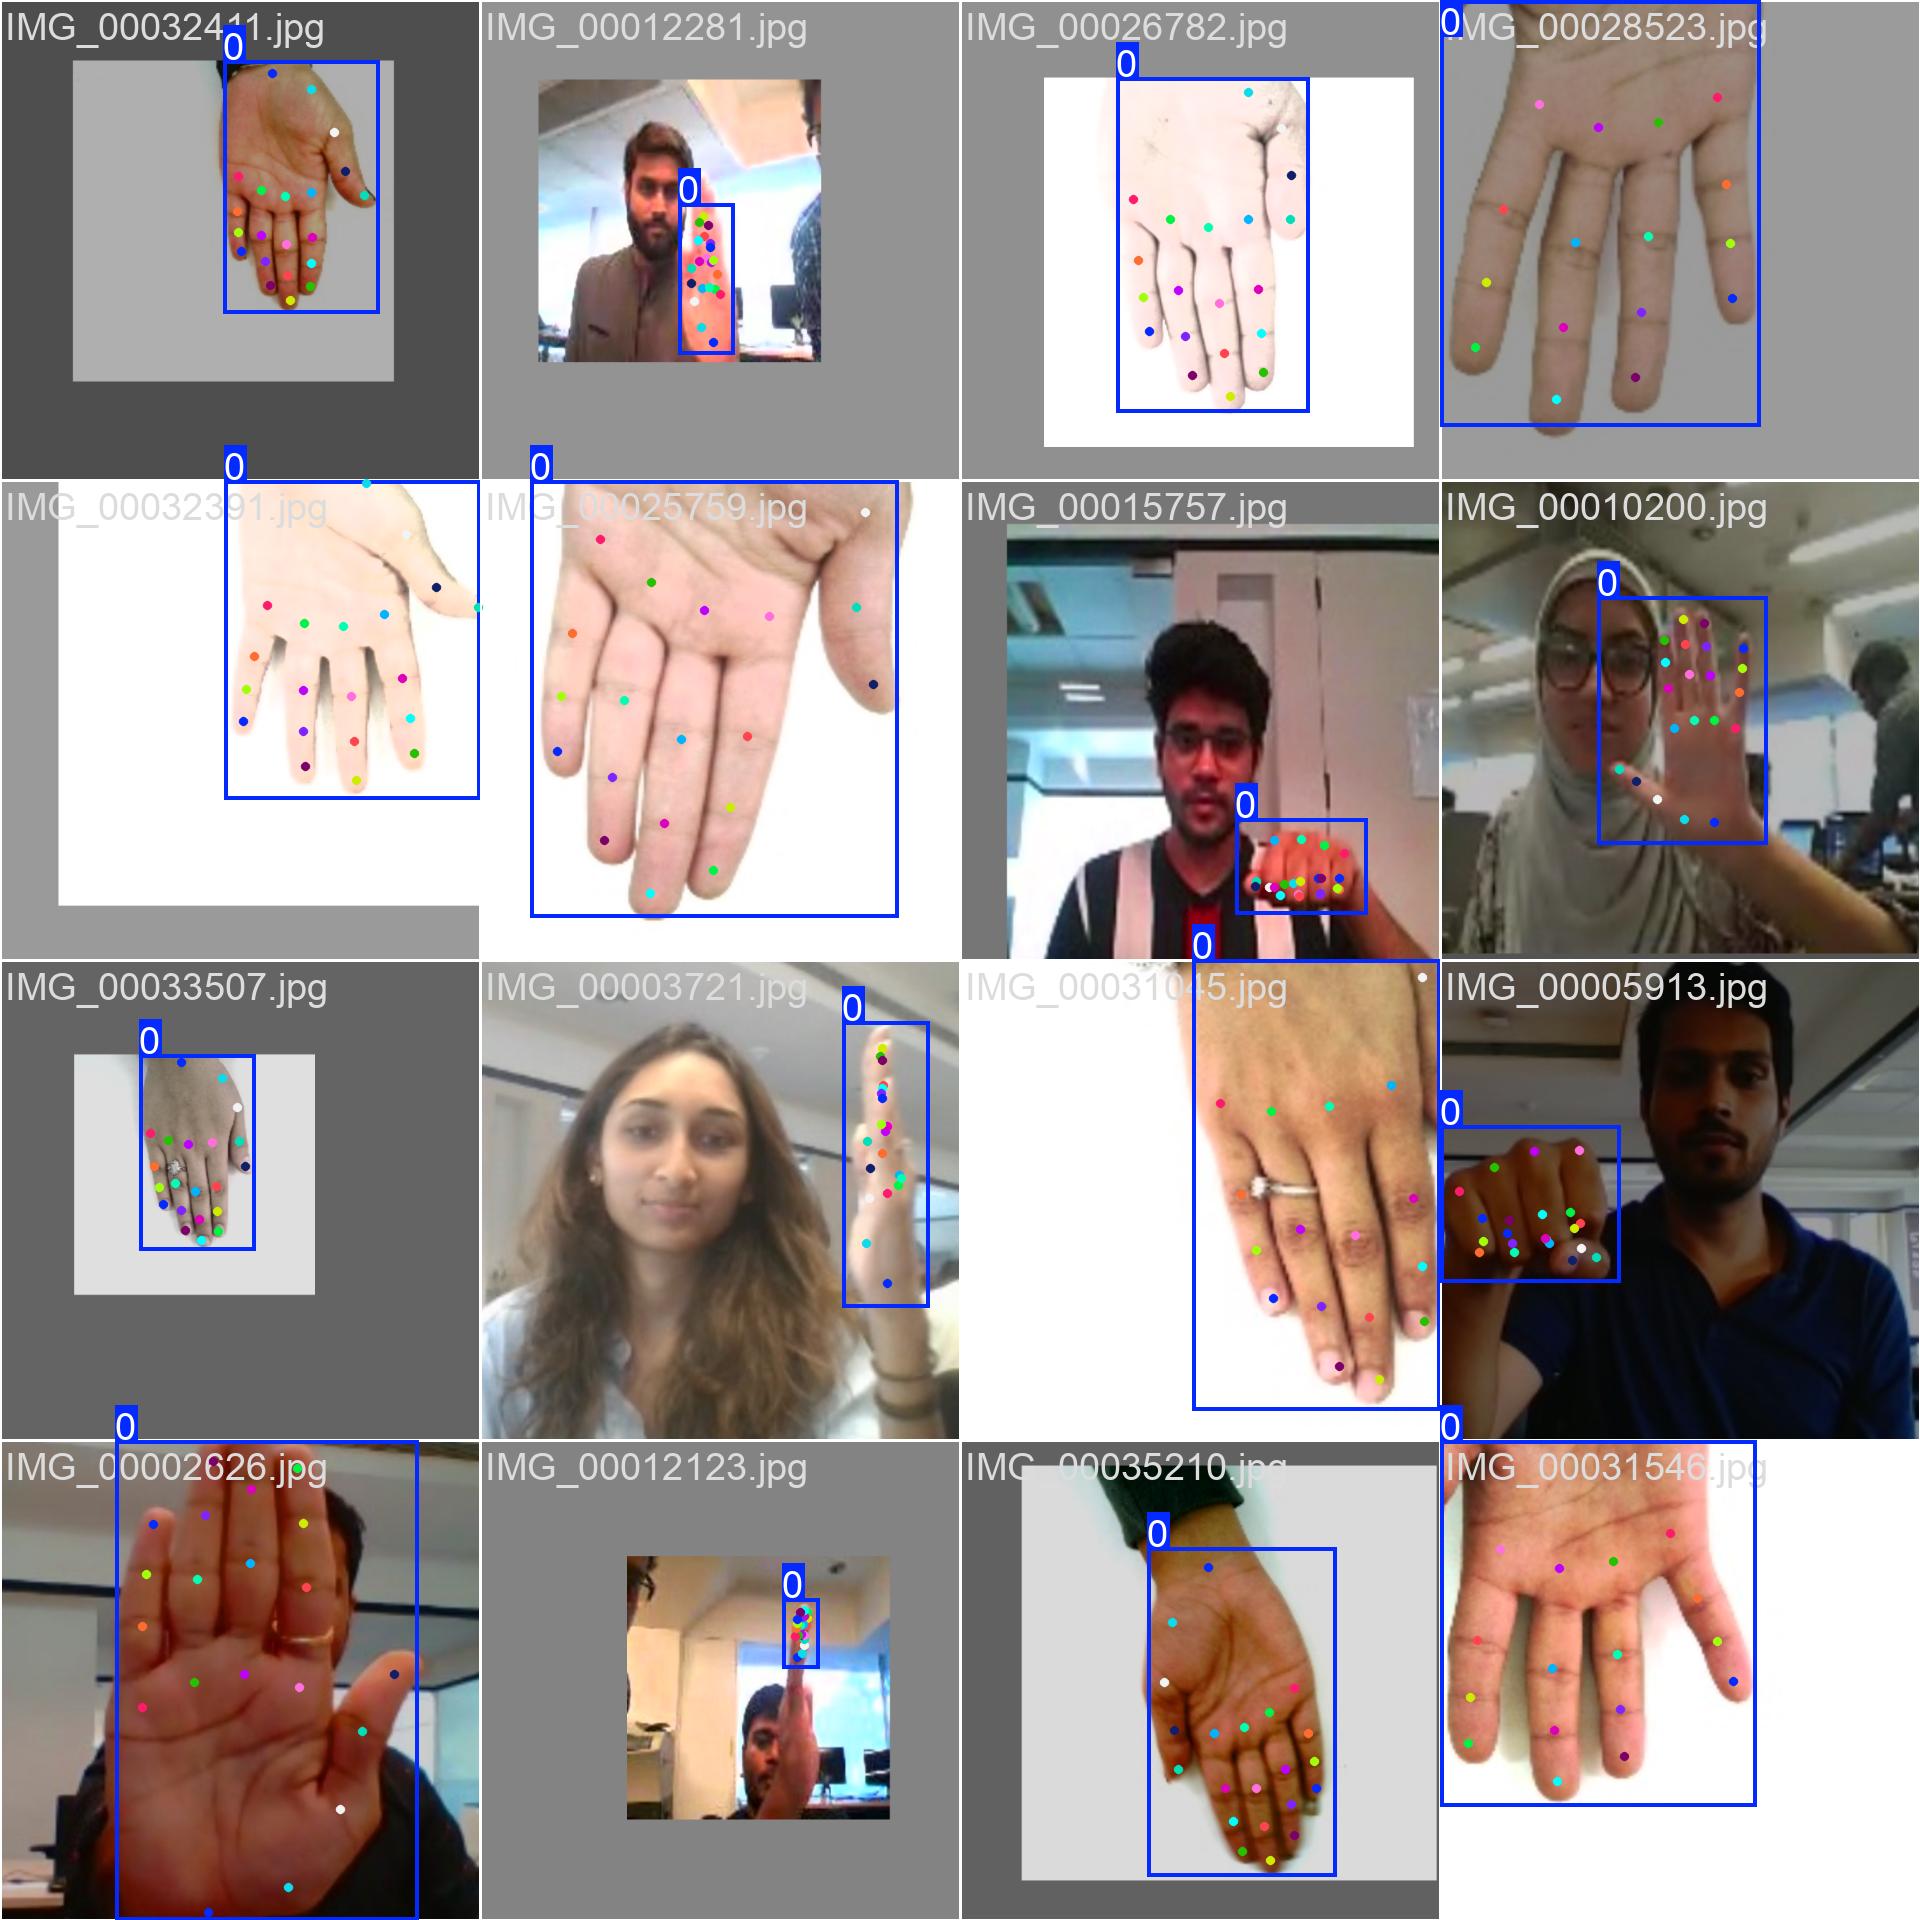 IMG_00032411.jpg
0
IMG_00012281.jpg
0
IMG_00026782.jpg
0
IMG_00028523.jpg
0
IMG_00032391.jpg
0
IMG_00025759.jpg
0
IMG_00015757.jpg
0
IMG_00010200.jpg
0
IMG_00033507.jpg
0
IMG_00003721.jpg
0
IMG_00031045.jpg
0
IMG_00005913.jpg
0
IMG_00002626.jpg
0
IMG_00012123.jpg
0
IMG_00035210.jpg
0
IMG_00031546.jpg
0